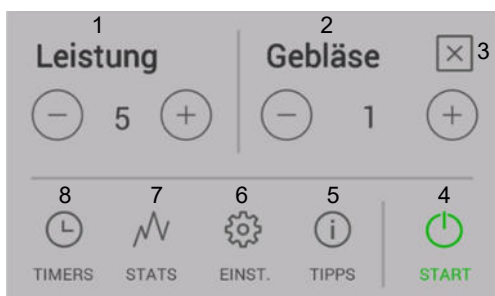 1 2
Leistung Gebläse 3
5 1
8 7 6 5 4
TIMERS STATS EINST. TIPPS START